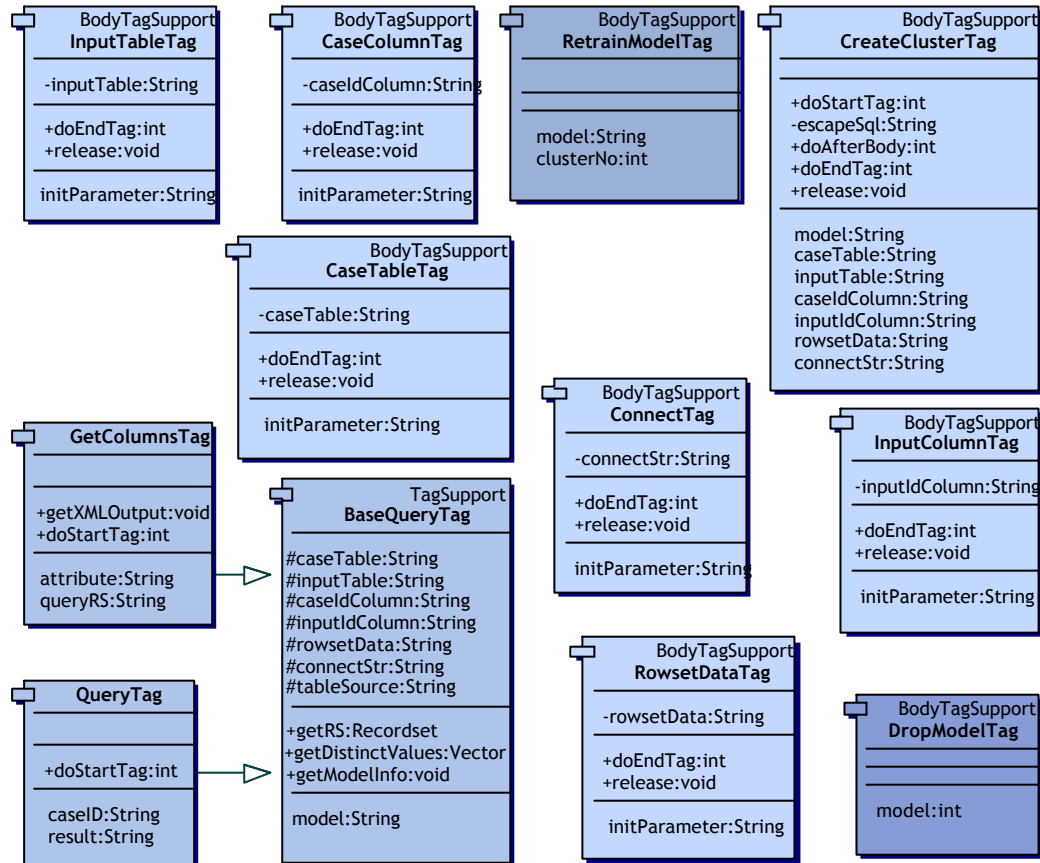 BodyTagSupport
InputTableTag
-inputTable:String
+doEndTag:int
+release:void
initParameter:String
BodyTagSupport
CaseColumnTag
-caseIdColumn:String
+doEndTag:int
+release:void
initParameter:String
BodyTagSupport
RetrainModelTag
model:String
clusterNo:int
BodyTagSupport
CreateClusterTag
+doStartTag:int
-escapeSql:String
+doAfterBody:int
+doEndTag:int
+release:void
model:String
caseTable:String
inputTable:String
caseIdColumn:String
inputIdColumn:String
rowsetData:String
connectStr:String
BodyTagSupport
CaseTableTag
-caseTable:String
+doEndTag:int
+release:void
initParameter:String
BodyTagSupport
ConnectTag
-connectStr:String
+doEndTag:int
+release:void
initParameter:String
BodyTagSupport
InputColumnTag
-inputIdColumn:String
+doEndTag:int
+release:void
initParameter:String
GetColumnsTag
+getXMLOutput:void
+doStartTag:int
attribute:String
queryRS:String
TagSupport
BaseQueryTag
#caseTable:String
#inputTable:String
#caseIdColumn:String
#inputIdColumn:String
#rowsetData:String
#connectStr:String
#tableSource:String
+getRS:Recordset
+getDistinctValues:Vector
+getModelInfo:void
model:String
QueryTag
+doStartTag:int
caseID:String
result:String
BodyTagSupport
RowsetDataTag
-rowsetData:String
+doEndTag:int
+release:void
initParameter:String
BodyTagSupport
DropModelTag
model:int